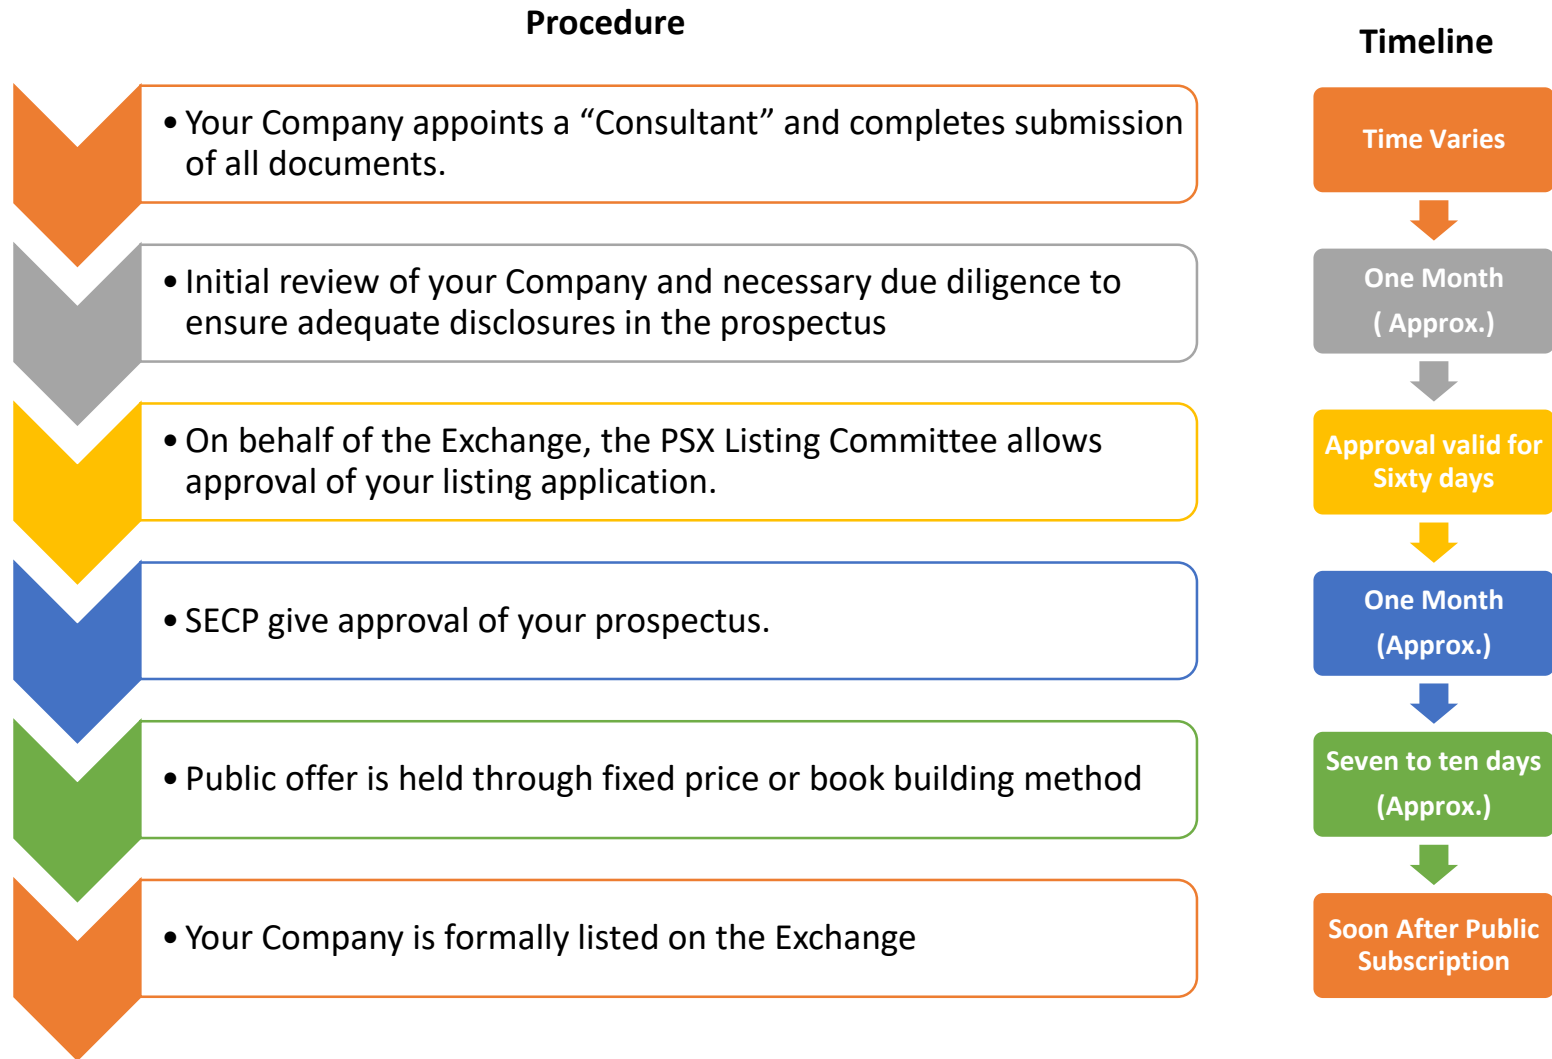 Procedure
Timeline
• Your Company appoints a “Consultant” and completes submission
of all documents.
Time Varies
• Initial review of your Company and necessary due diligence to
ensure adequate disclosures in the prospectus
One Month
( Approx.)
• On behalf of the Exchange, the PSX Listing Committee allows
approval of your listing application.
Approval valid for
Sixty days
• SECP give approval of your prospectus.
One Month
(Approx.)
• Public offer is held through fixed price or book building method
Seven to ten days
(Approx.)
• Your Company is formally listed on the Exchange
Soon After Public
Subscription